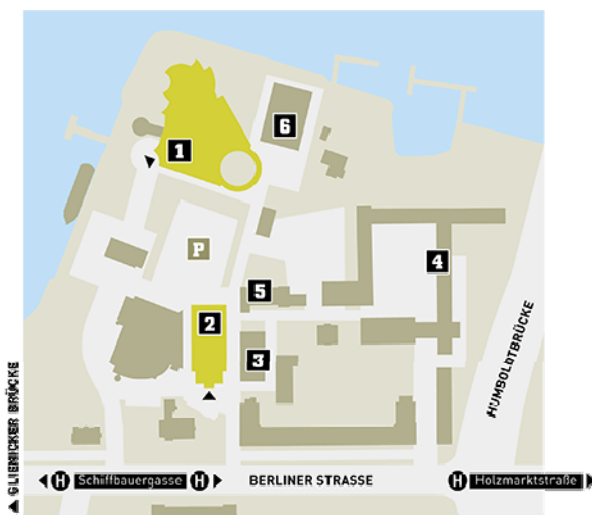 6
1
P
4
5
2
3
HUMBOLDTBRÜCKE
GLIENICKER BRÜCKE
H Schiffbauergasse H
BERLINER STRASSE
H Holzmarktstraße